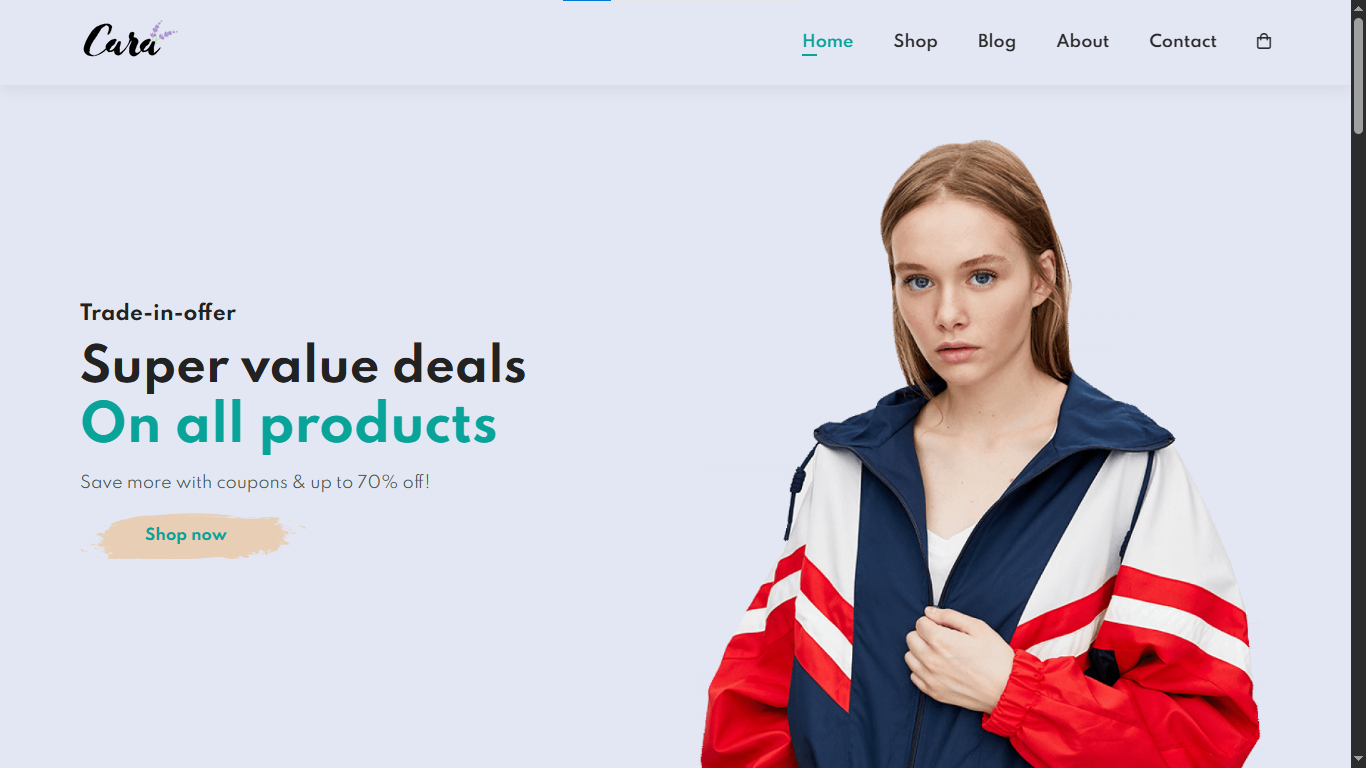 Cara
Home Shop Blog About Contact
Trade-in-offer
Super value deals
On all products
Save more with coupons & up to 70% off!
Shop now